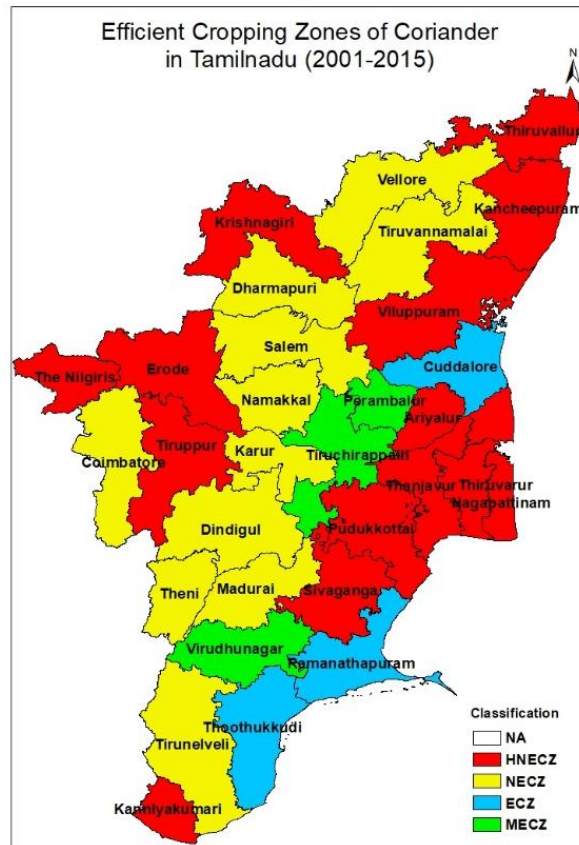 Efficient Cropping Zones of Coriander
in Tamilnadu (2001-2015)
N
Thiruvallur
Vellore
Kancheepuram
Krishnagiri
Tiruvannamalai
Dharmapuri
Viluppuram
Salem
Cuddalore
The Nilgiris
Erode
Namakkal
Perambalur
Ariyalur
Tiruppur
Karur
Coimbatore
Tiruchirappalli
Thanjavur
Thiruvarur
Nagapattinam
Dindigul
Pudukkottai
Theni
Madurai
Sivaganga
Virudhunagar
Ramanathapuram
Thoothukkudi
Tirunelveli
Kanniyakumari
Classification
NA
HNECZ
NECZ
ECZ
MECZ